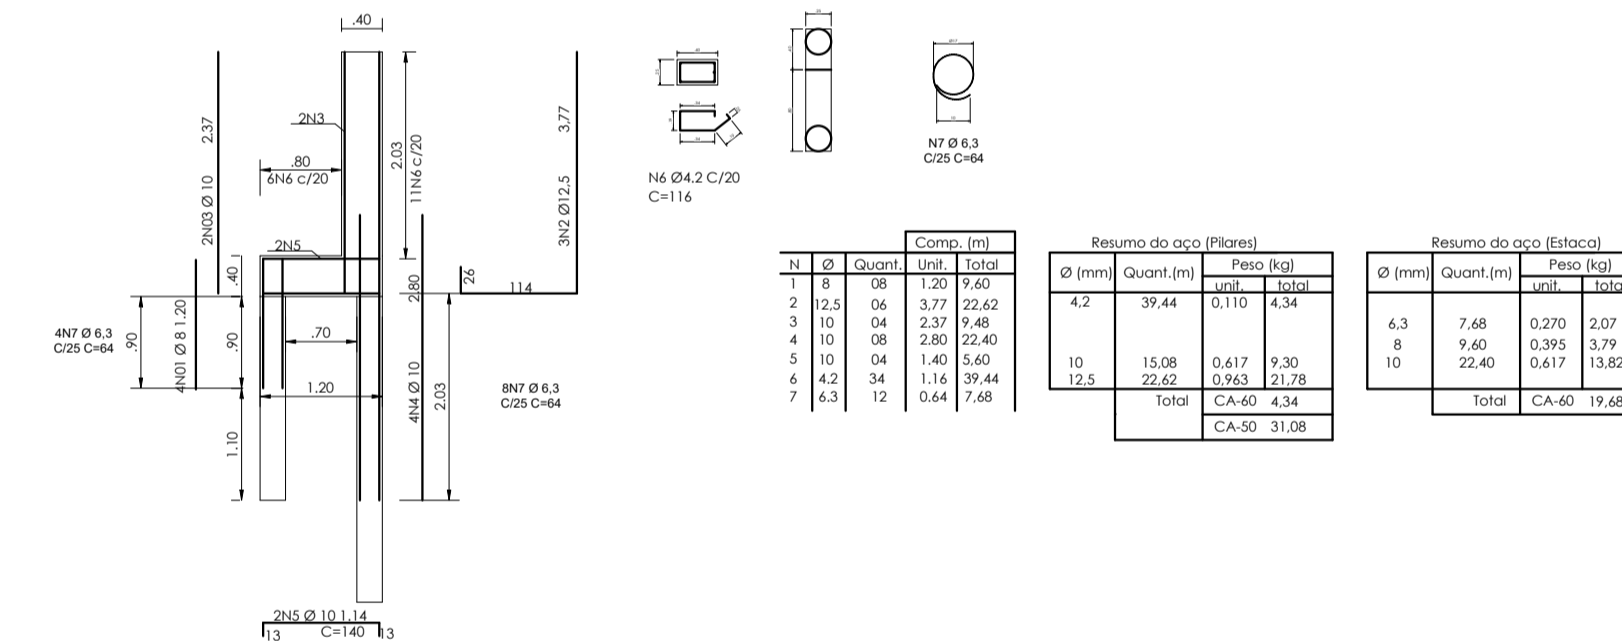 .40
2N3
2N03 Ø 10 2.37
.80
6N6 c/20
2.03
11N6 c/20
3N2 Ø12,5 3,77
2N5
.40
26
114
2.80
4N7 Ø 6,3
C/25 C=64
.90
4N01 Ø 8 1.20
.90
.70
1.20
4N4 Ø 10
2.03
8N7 Ø 6,3
C/25 C=64
1.10
2N5 Ø 10 1.14
13 C=140 13
N6 Ø4.2 C/20
C=116
N7 Ø 6,3
C/25 C=64
Comp. (m)
N Ø Quant. Unit. Total
1 8 08 1.20 9,60
2 12,5 06 3,77 22,62
3 10 04 2.37 9,48
4 10 08 2.80 22,40
5 10 04 1.40 5,60
6 4.2 34 1.16 39,44
7 6.3 12 0.64 7,68
Resumo do aço (Pilares)
Ø (mm) Quant.(m) Peso (kg)
unit. total
4,2 39,44 0,110 4,34
10 15,08 0,617 9,30
12,5 22,62 0,963 21,78
Total CA-60 4,34
CA-50 31,08
Resumo do aço (Estaca)
Ø (mm) Quant.(m) Peso (kg)
unit. tota
6,3 7,68 0,270 2,07
8 9,60 0,395 3,79
10 22,40 0,617 13,82
Total CA-60 19,68